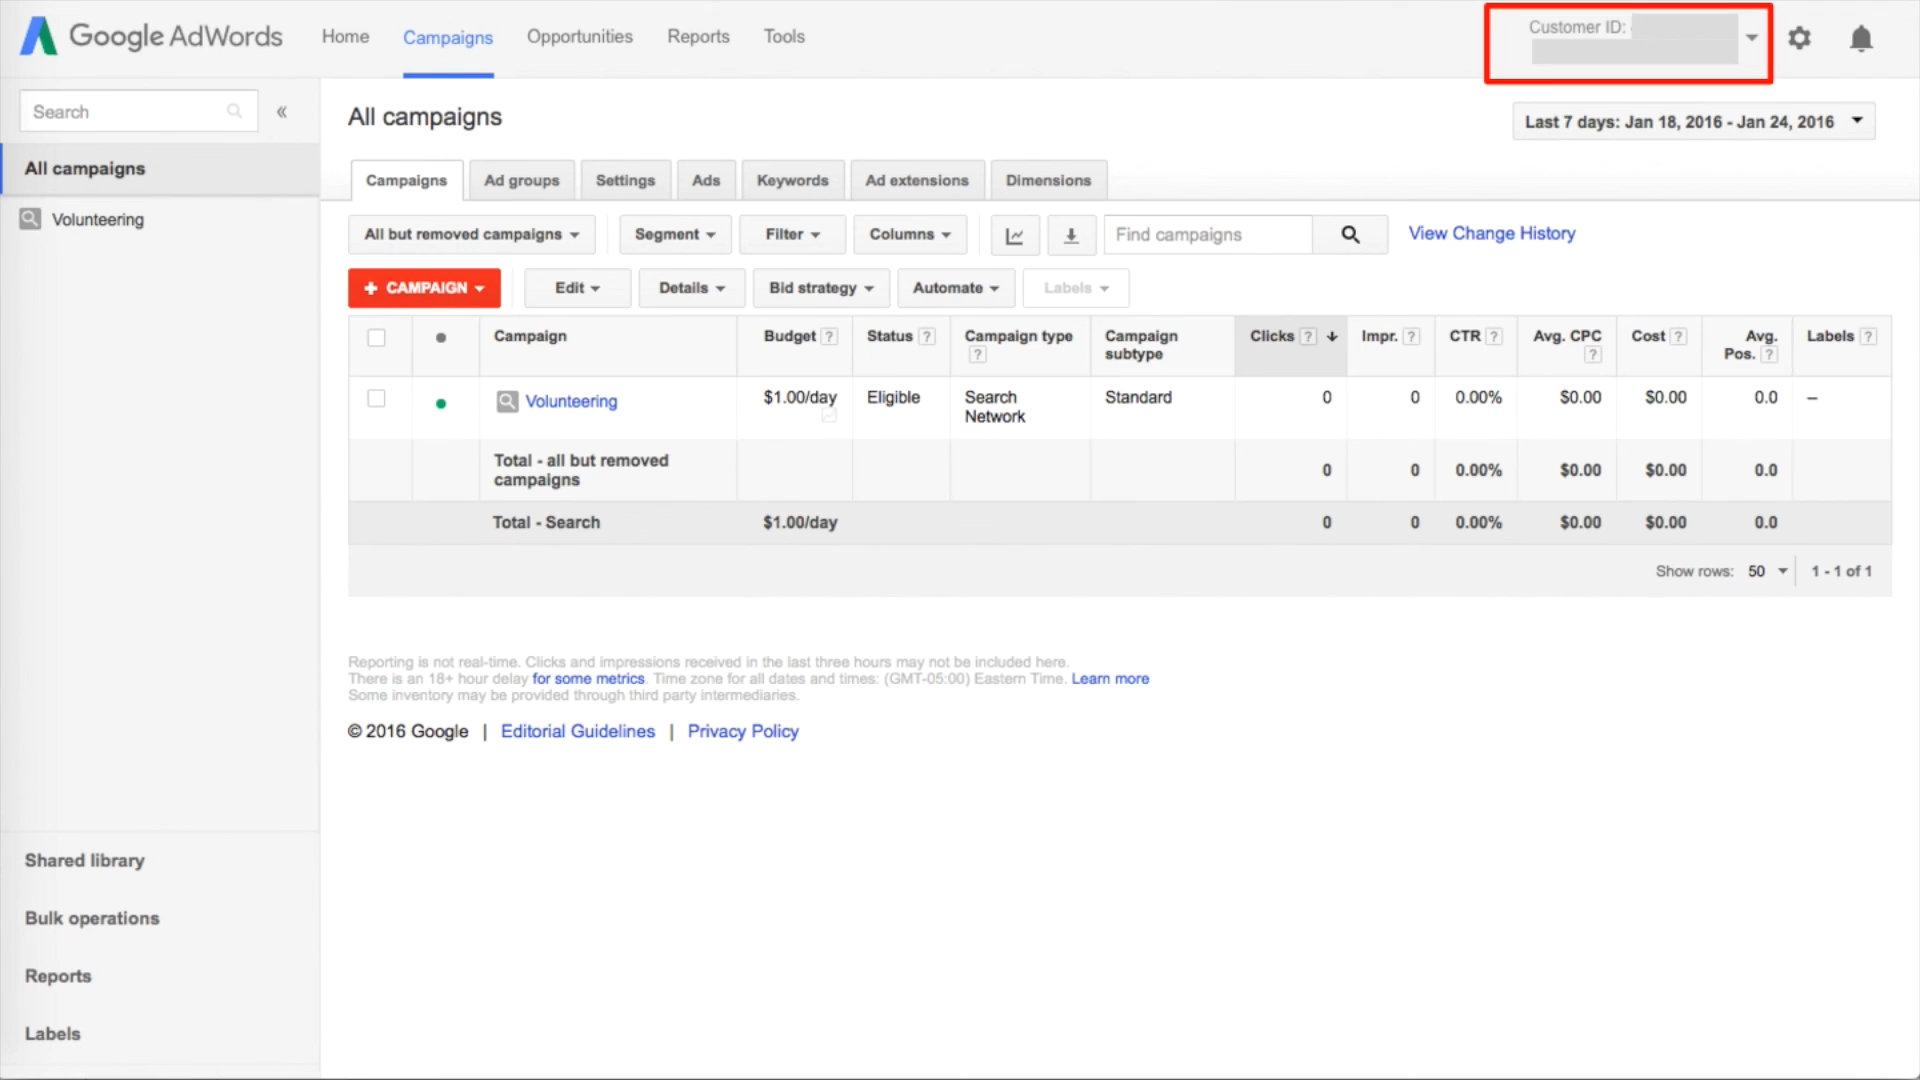 Google AdWords
Home Campaigns Opportunities Reports Tools
Customer ID:
Search «
All campaigns
Last 7 days: Jan 18, 2016 - Jan 24, 2016
All campaigns
Volunteering
Campaigns Ad groups Settings Ads Keywords Ad extensions Dimensions
All but removed campaigns Segment Filter Columns Find campaigns View Change History
+ CAMPAIGN Edit Details Bid strategy Automate Labels
Campaign Budget ? Status ? Campaign type ? Campaign subtype Clicks ? Impr. ? CTR ? Avg. CPC ? Cost ? Avg. Pos. ? Labels ?
Volunteering $1.00/day Eligible Search Network Standard 0 0 0.00% $0.00 $0.00 0.0 –
Total - all but removed campaigns 0 0 0.00% $0.00 $0.00 0.0
Total - Search $1.00/day 0 0 0.00% $0.00 $0.00 0.0
Show rows: 50 1 - 1 of 1
Reporting is not real-time. Clicks and impressions received in the last three hours may not be included here.
There is an 18+ hour delay for some metrics. Time zone for all dates and times: (GMT-05:00) Eastern Time. Learn more
Some inventory may be provided through third party intermediaries.
© 2016 Google | Editorial Guidelines | Privacy Policy
Shared library
Bulk operations
Reports
Labels